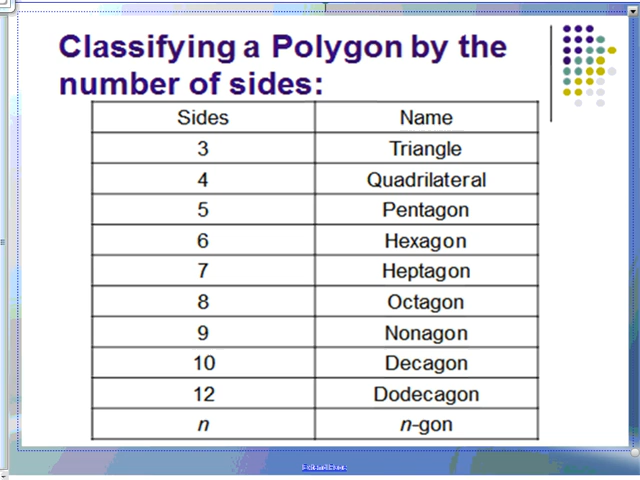 Classifying a Polygon by the
number of sides:
Sides Name
3 Triangle
4 Quadrilateral
5 Pentagon
6 Hexagon
7 Heptagon
8 Octagon
9 Nonagon
10 Decagon
12 Dodecagon
n n-gon